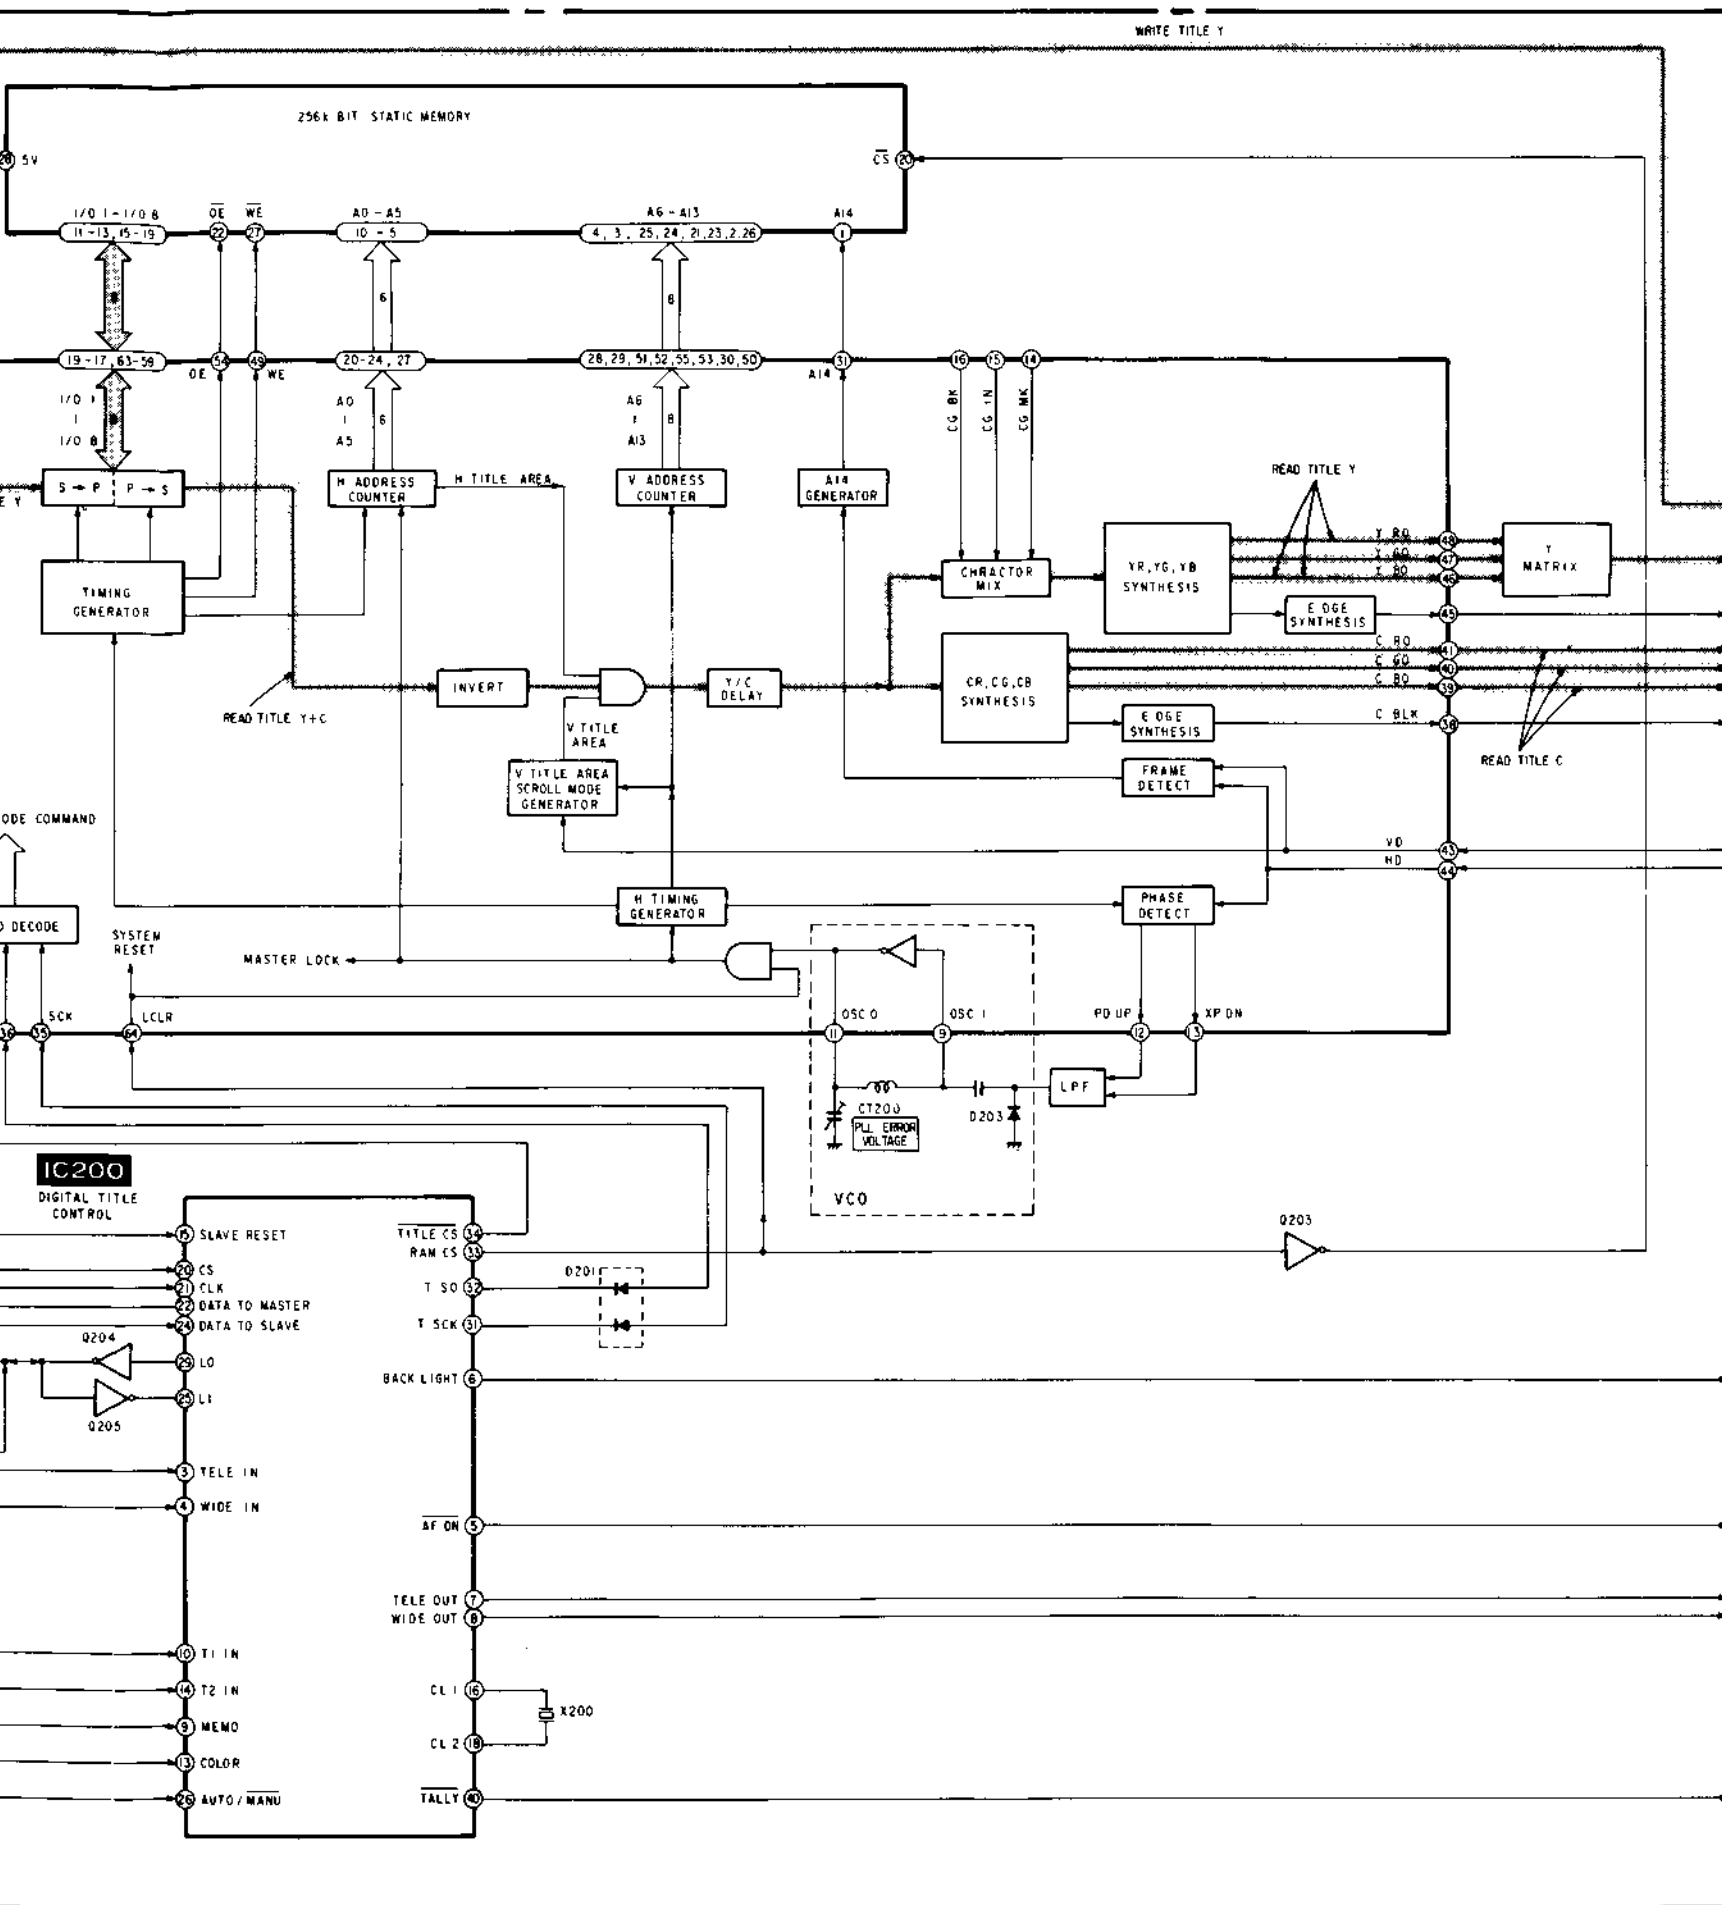 WRITE TITLE Y
256k BIT STATIC MEMORY
28 5V
CS 20
I/O 1-I/O 8
OE
WE
A0-A5
A6-A13
A14
11-13, 15-19
22
27
10 - 5
4, 3, 25, 24, 21, 23, 2.26
1
6
8
19-17, 63-59
54
49
20-24, 27
28, 29, 51, 52, 55, 53, 30, 50
31
16
15
14
OE
WE
A14
I/O 1
I
I/O 8
A0
I
A5
6
A6
I
A13
8
CG BK
CG IN
CG MK
S → P
P → S
E Y
H ADDRESS
COUNTER
H TITLE AREA
V ADDRESS
COUNTER
A14
GENERATOR
READ TITLE Y
TIMING
GENERATOR
CHRACTOR
MIX
YR, YG, YB
SYNTHESIS
Y RO 48
Y GO 47
Y BO 46
Y
MATRIX
EDGE
SYNTHESIS
45
READ TITLE Y+C
INVERT
Y/C
DELAY
CR, CG, CB
SYNTHESIS
C RO 41
C GO 40
C BO 39
EDGE
SYNTHESIS
C BLK 38
READ TITLE C
V TITLE
AREA
V TITLE AREA
SCROLL MODE
GENERATOR
FRAME
DETECT
ODE COMMAND
VD 43
HD 44
H TIMING
GENERATOR
PHASE
DETECT
D DECODE
SYSTEM
RESET
MASTER LOCK
36
35 SCK
64 LCLR
OSC O
11
OSC I
9
PD UP
12
XP DN
13
CT200
PLL ERROR
VOLTAGE
D203
LPF
VCO
IC200
DIGITAL TITLE
CONTROL
15 SLAVE RESET
20 CS
21 CLK
22 DATA TO MASTER
24 DATA TO SLAVE
Q204
29 LO
25 LI
Q205
3 TELE IN
4 WIDE IN
10 T1 IN
14 T2 IN
9 MEMO
13 COLOR
26 AUTO/MANU
TITLE CS 34
RAM CS 33
T SO 32
T SCK 31
D201
Q203
BACK LIGHT 6
AF ON 5
TELE OUT 7
WIDE OUT 8
CL 1 16
X200
CL 2 18
TALLY 40